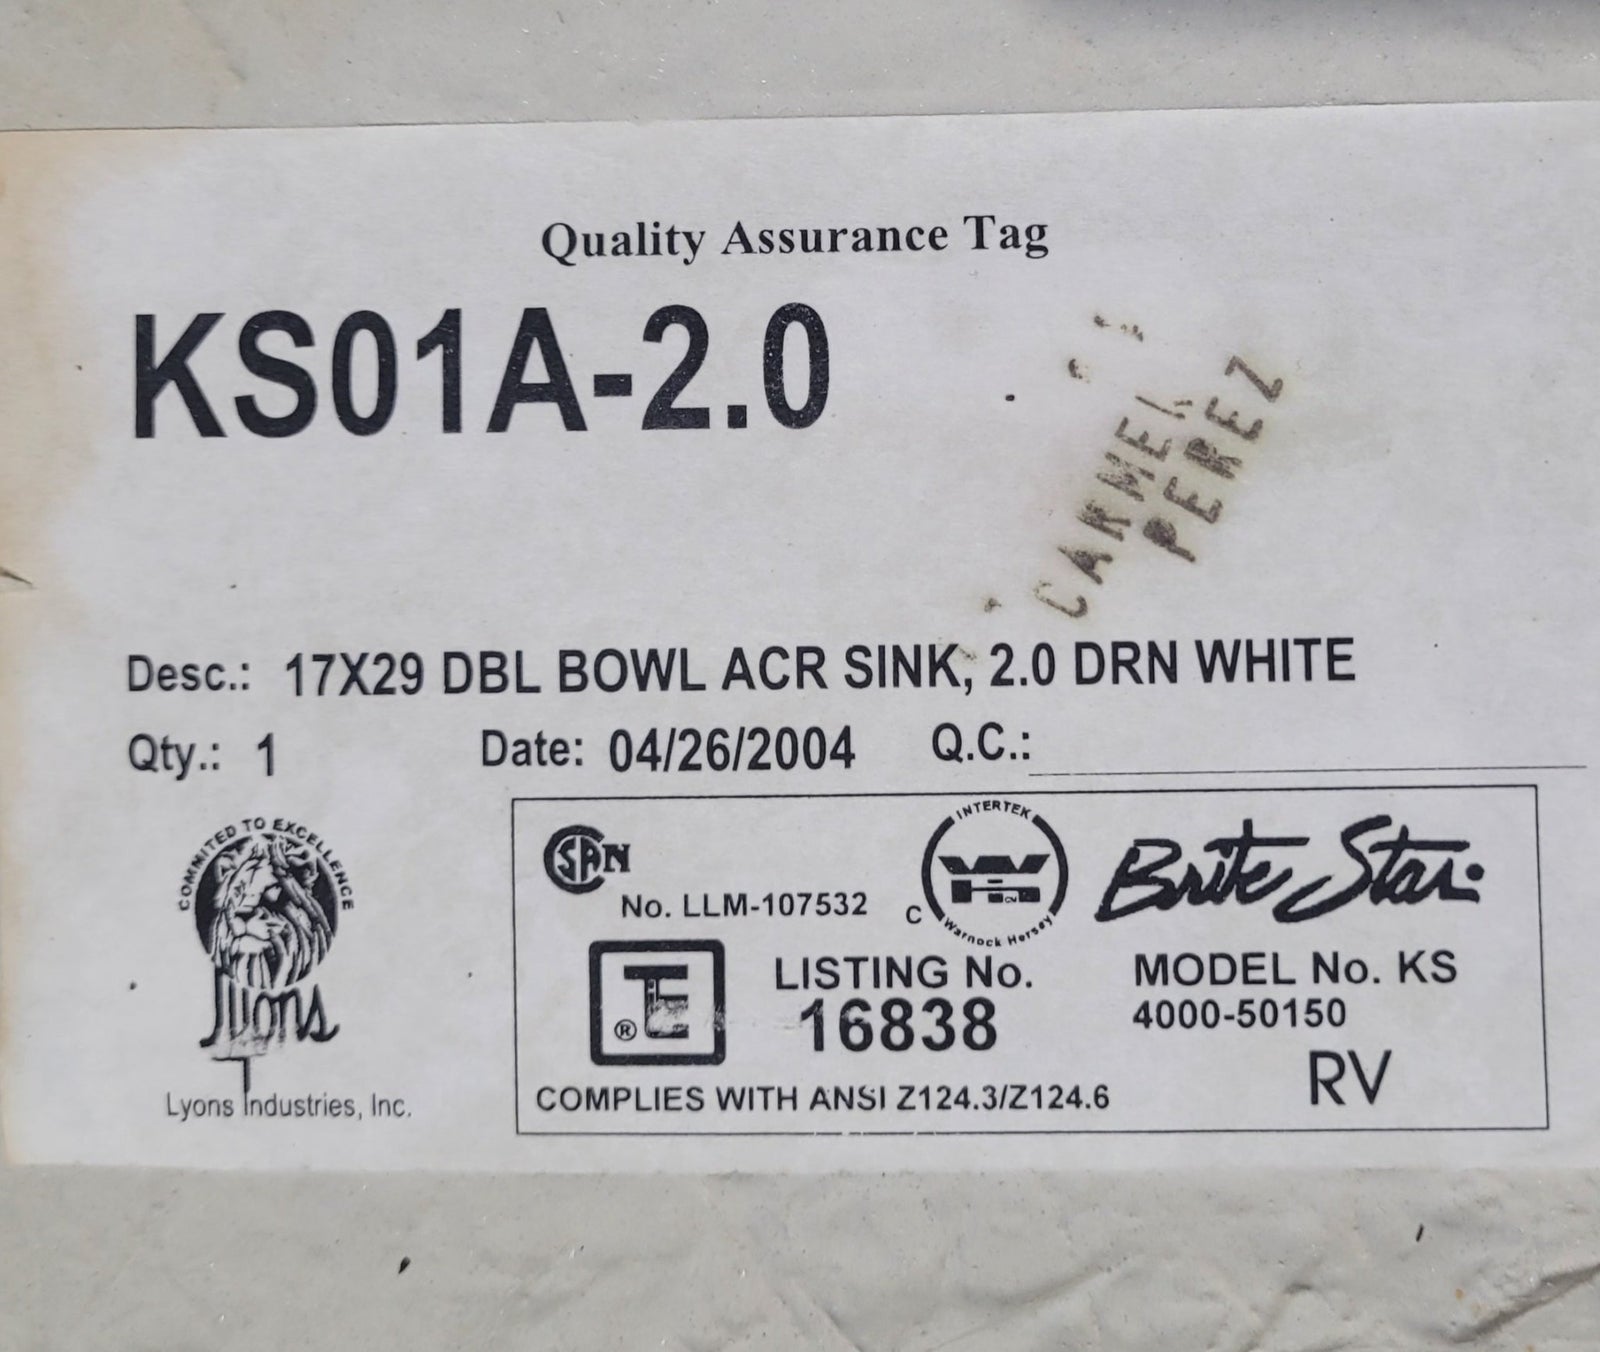 Quality Assurance Tag
KS01A-2.0
CARMEL
PEREZ
Desc.: 17X29 DBL BOWL ACR SINK, 2.0 DRN WHITE
Qty.: 1 Date: 04/26/2004 Q.C.:
COMMITED TO EXCELLENCE
Lyons
Lyons Industries, Inc.
No. LLM-107532
INTERTEK
WH
C
Warnock Hersey
Brite Star
®
LISTING No.
16838
MODEL No. KS
4000-50150
RV
COMPLIES WITH ANSI Z124.3/Z124.6